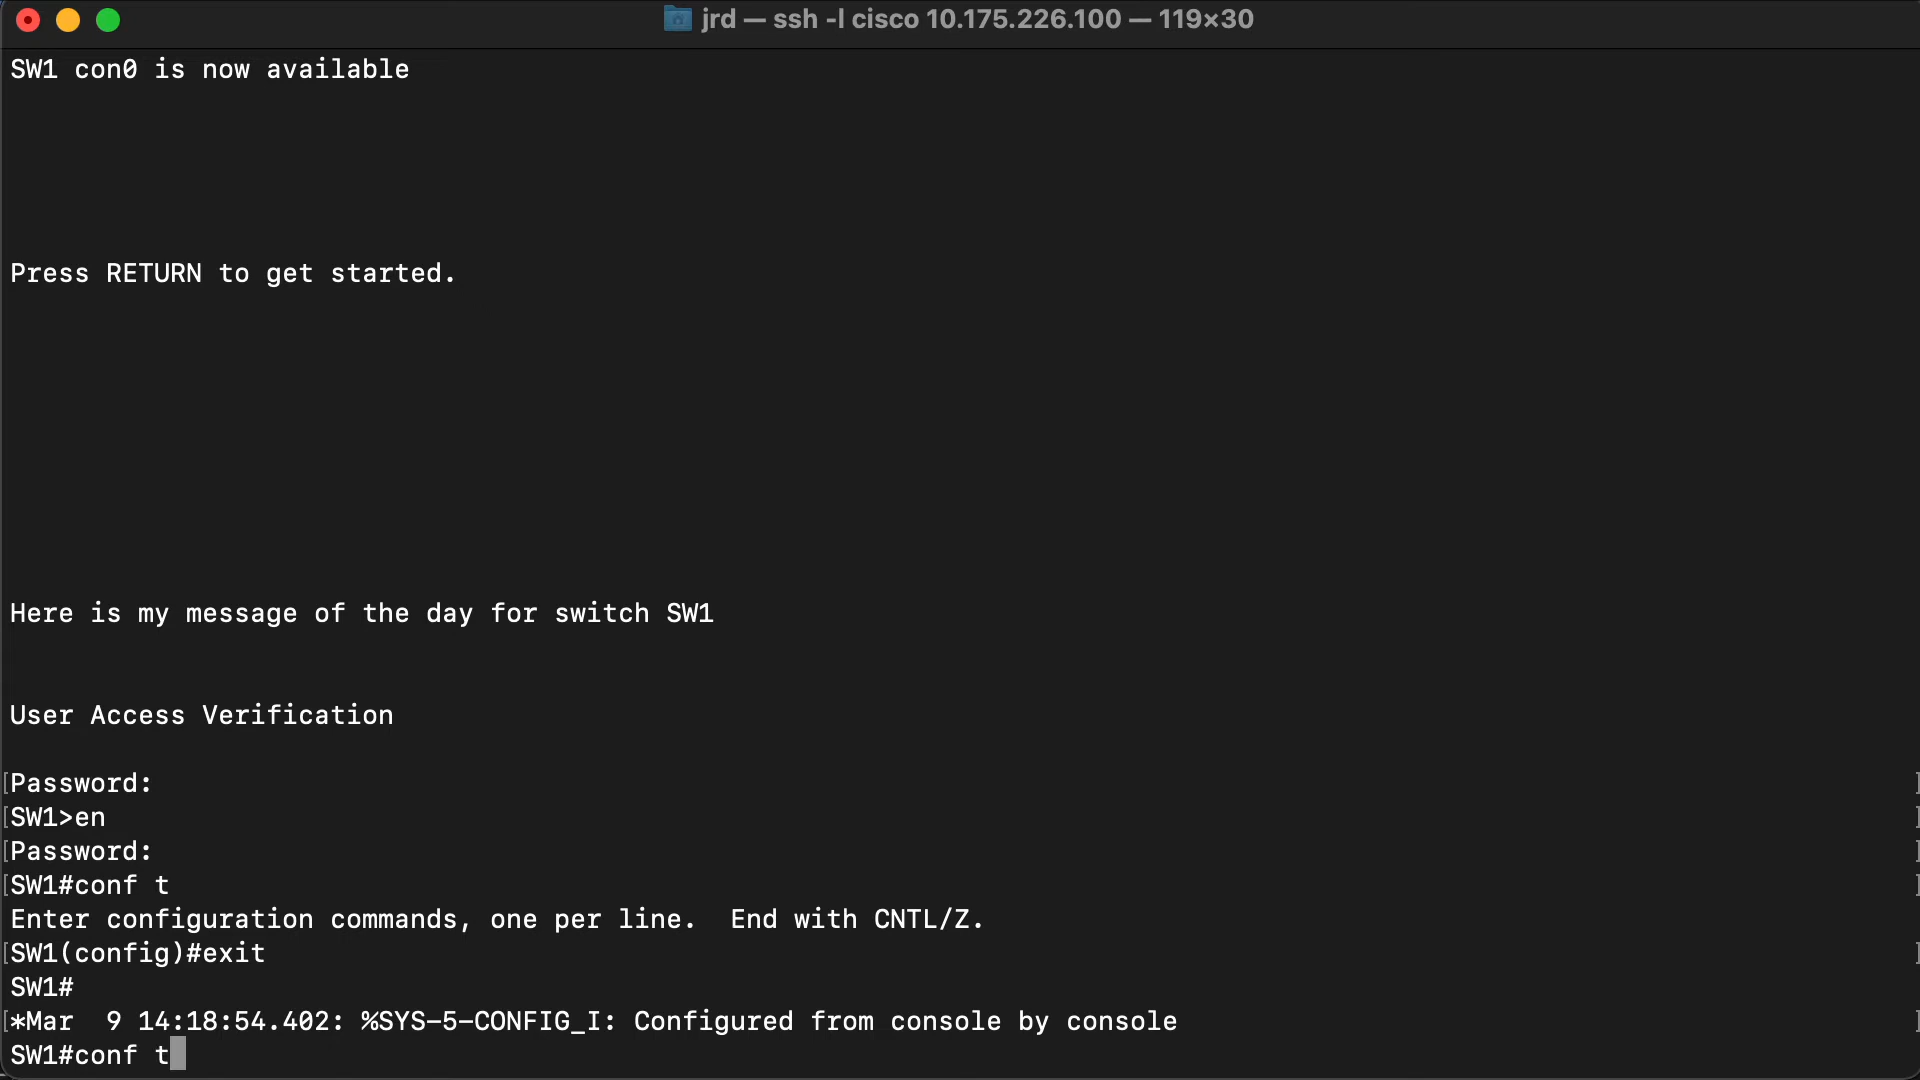 jrd — ssh -l cisco 10.175.226.100 — 119×30
SW1 con0 is now available
Press RETURN to get started.
Here is my message of the day for switch SW1
User Access Verification
[Password: ]
[SW1>en ]
[Password: ]
[SW1#conf t ]
Enter configuration commands, one per line.  End with CNTL/Z.
[SW1(config)#exit ]
SW1#
[*Mar  9 14:18:54.402: %SYS-5-CONFIG_I: Configured from console by console ]
SW1#conf t